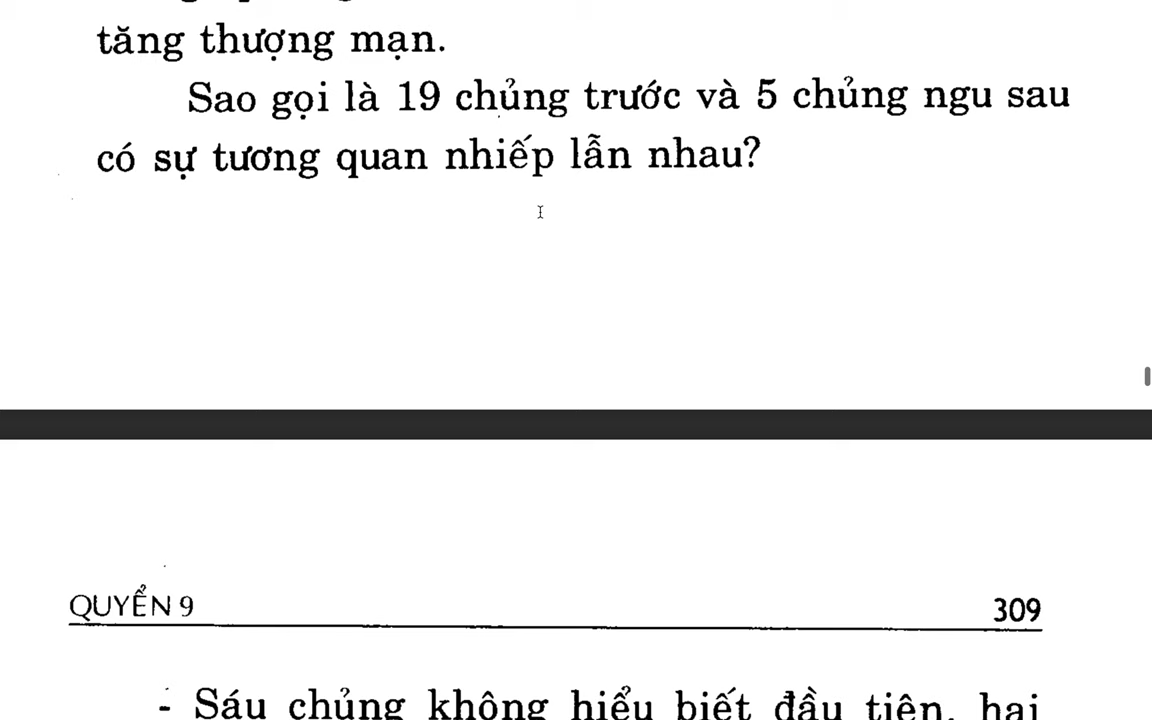 tăng thượng mạn.
Sao gọi là 19 chủng trước và 5 chủng ngu sau
có sự tương quan nhiếp lẫn nhau?
QUYỂN 9
309
- Sáu chủng không hiểu biết đầu tiên, hai